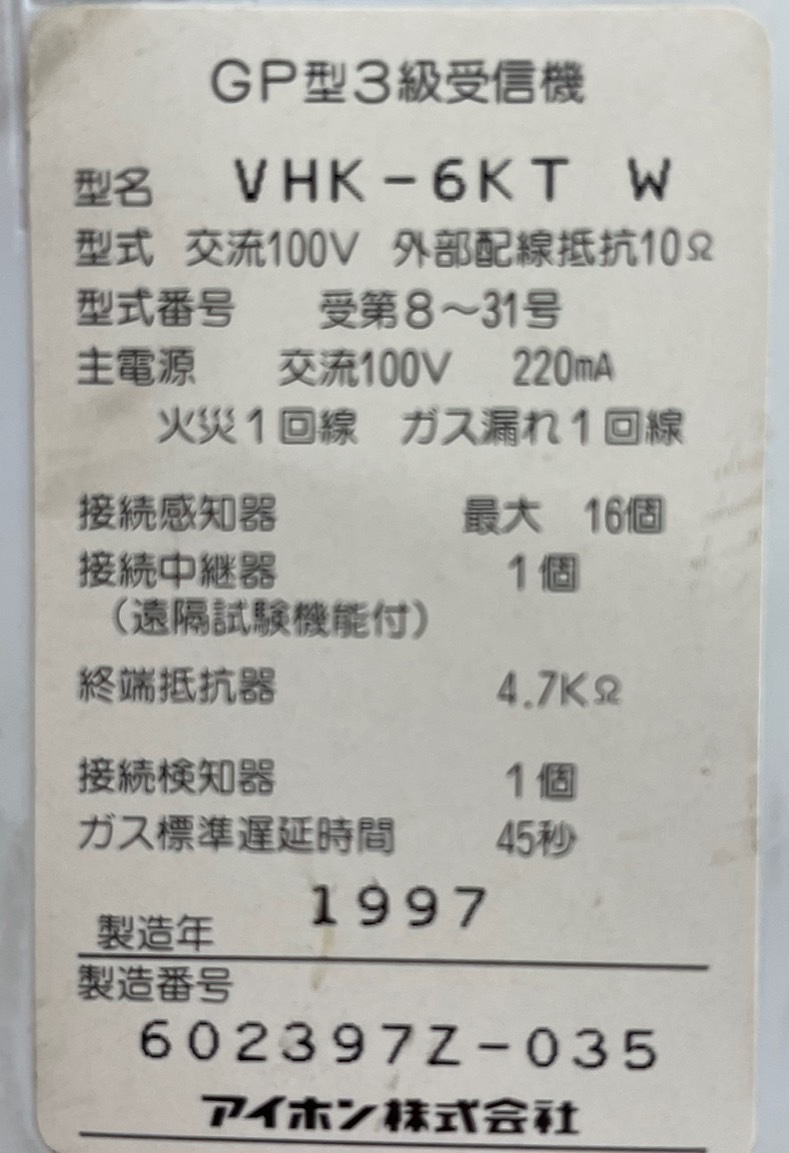 GP型3級受信機
型名 VHK-6KT W
型式 交流100V 外部配線抵抗10Ω
型式番号 受第8〜31号
主電源 交流100V 220mA
火災1回線 ガス漏れ1回線
接続感知器 最大 16個
接続中継器 1個
(遠隔試験機能付)
終端抵抗器 4.7KΩ
接続検知器 1個
ガス標準遅延時間 45秒
製造年 1997
製造番号
602397Z-035
アイホン株式会社